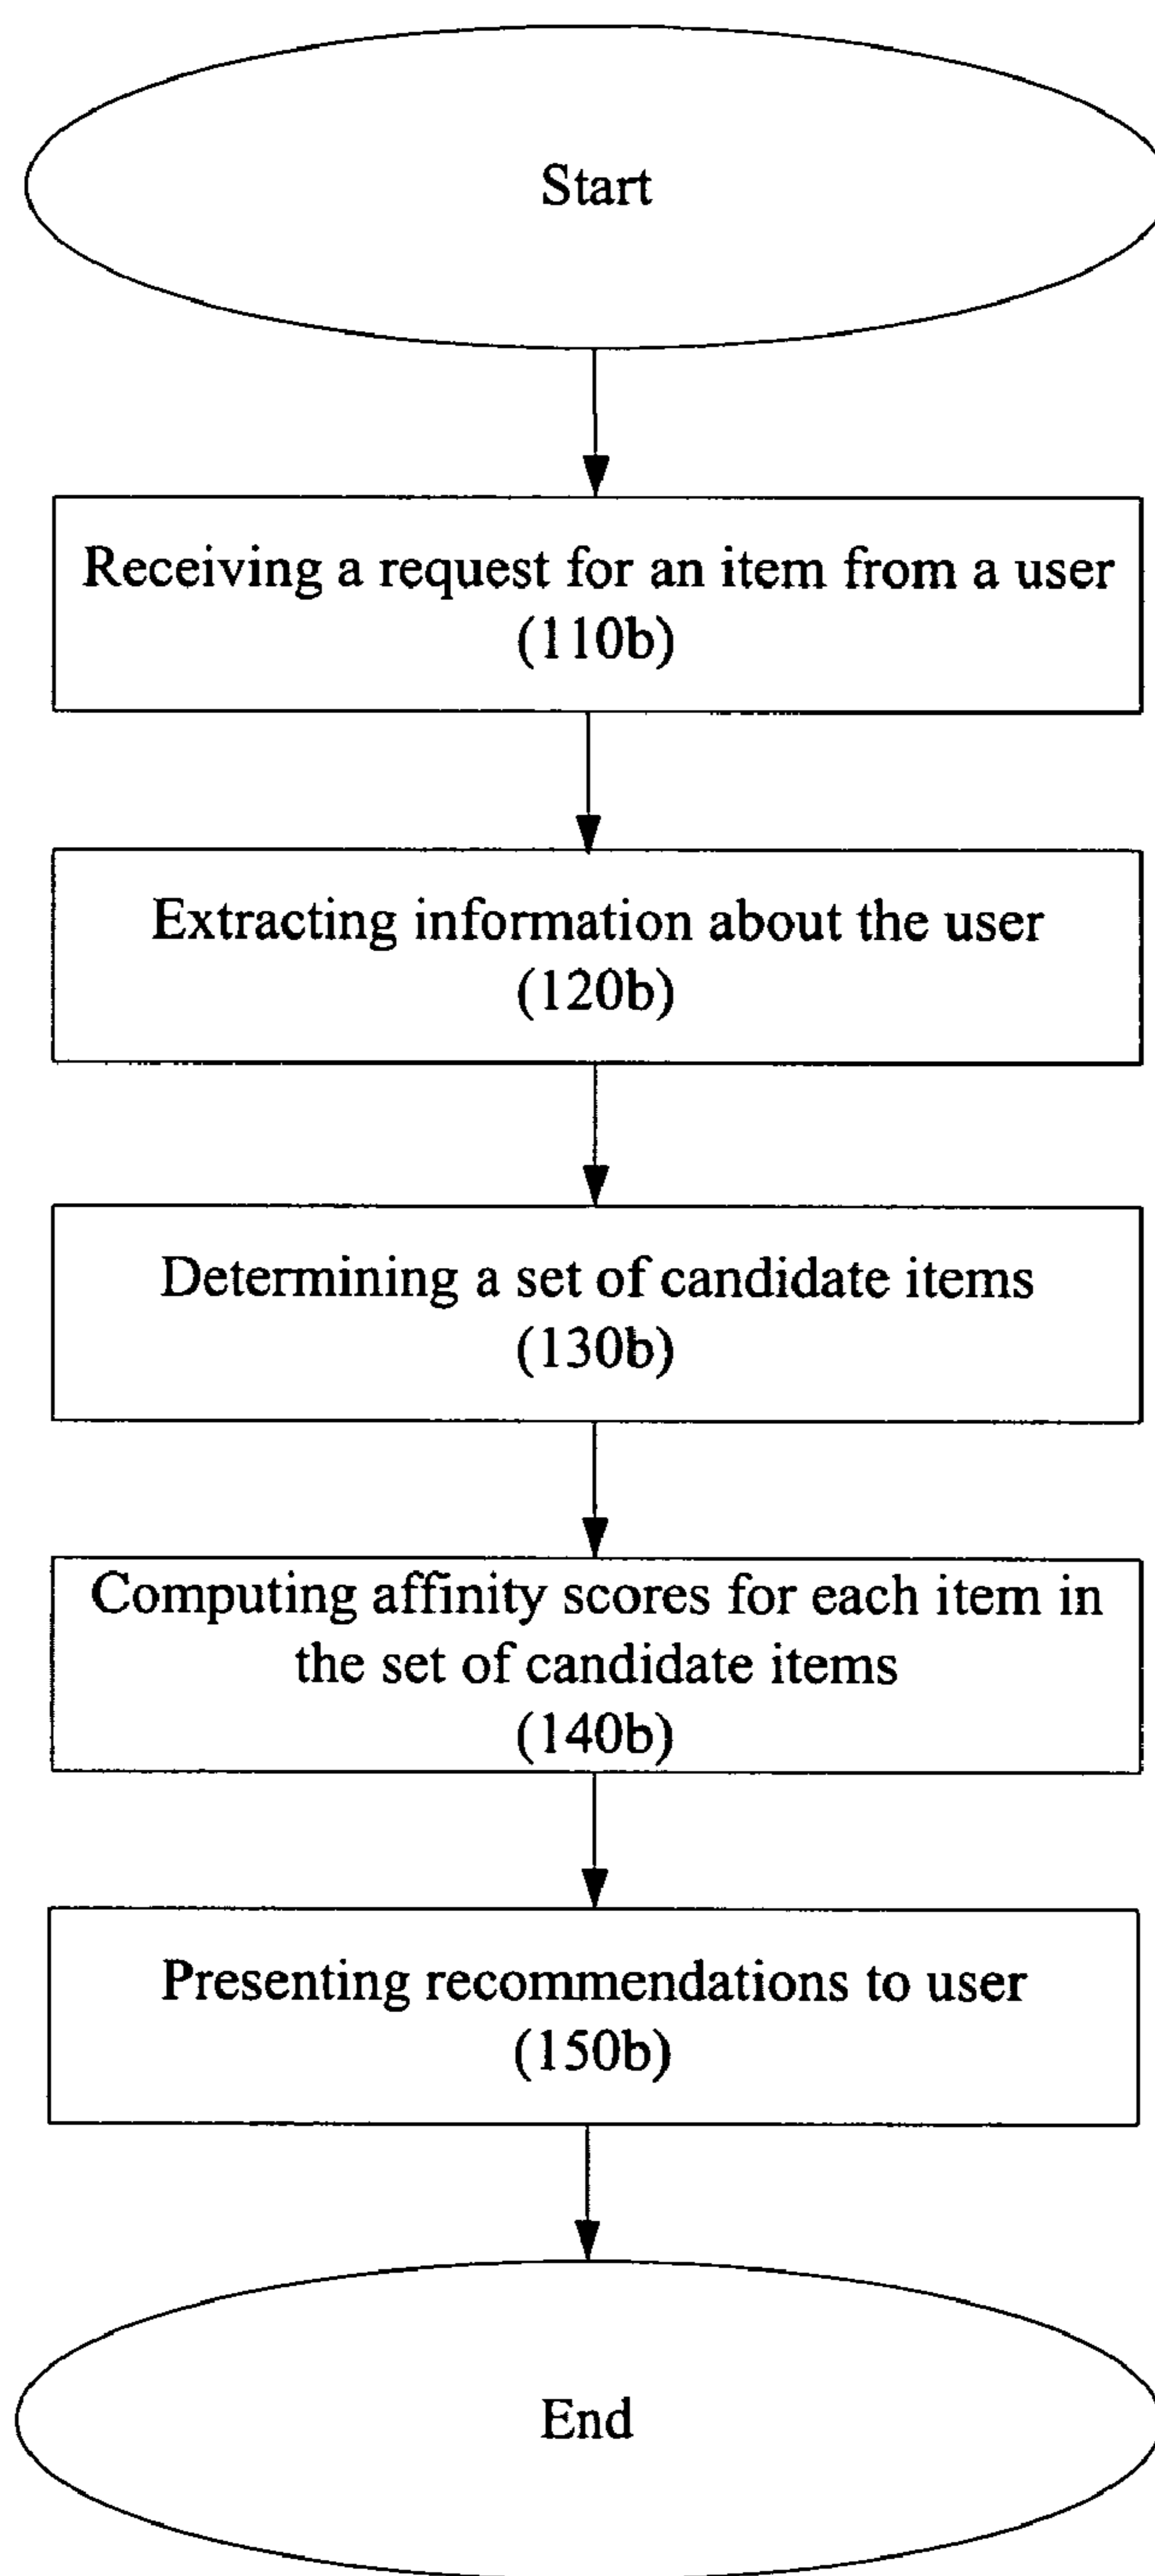 Start
Receiving a request for an item from a user
(110b)
Extracting information about the user
(120b)
Determining a set of candidate items
(130b)
Computing affinity scores for each item in
the set of candidate items
(140b)
Presenting recommendations to user
(150b)
End